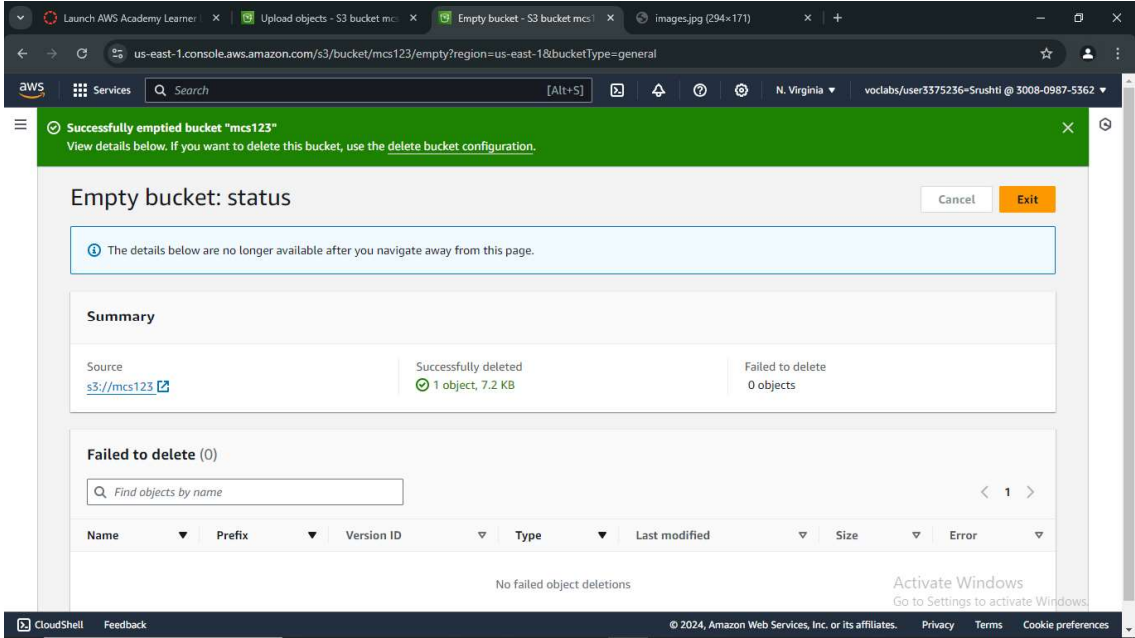 Launch AWS Academy Learner L
Upload objects - S3 bucket mcs
Empty bucket - S3 bucket mcs1
images.jpg (294×171)
us-east-1.console.aws.amazon.com/s3/bucket/mcs123/empty?region=us-east-1&bucketType=general
aws Services Search [Alt+S] N. Virginia voclabs/user3375236=Srushti @ 3008-0987-5362
Successfully emptied bucket "mcs123"
View details below. If you want to delete this bucket, use the delete bucket configuration.
Empty bucket: status
Cancel Exit
The details below are no longer available after you navigate away from this page.
Summary
Source Successfully deleted Failed to delete
s3://mcs123 1 object, 7.2 KB 0 objects
Failed to delete (0)
Find objects by name 1
Name Prefix Version ID Type Last modified Size Error
No failed object deletions
Activate Windows
Go to Settings to activate Windows.
CloudShell Feedback © 2024, Amazon Web Services, Inc. or its affiliates. Privacy Terms Cookie preferences